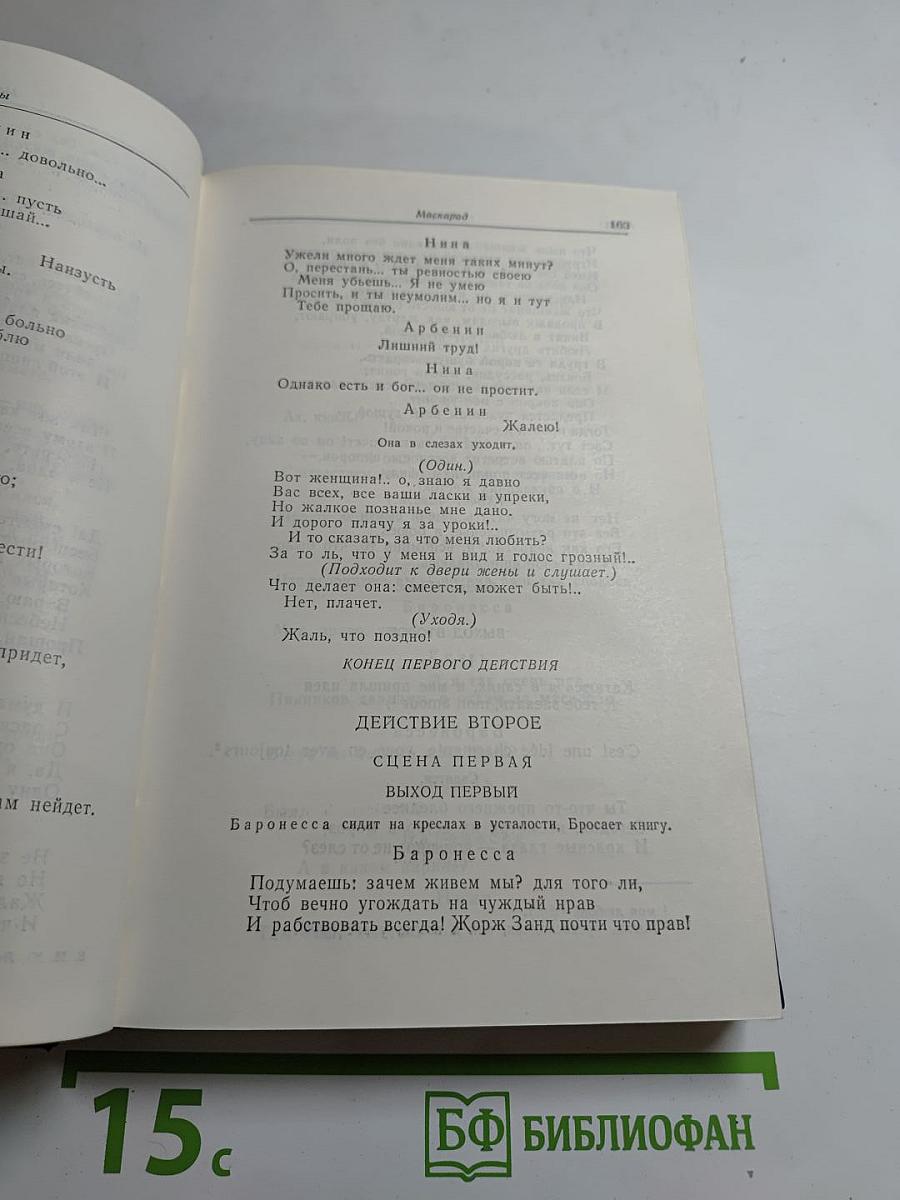 ы
ин
... довольно...
а
. пусть
шай...
Наизусть
ы.
больно
блю
о;
ести!
придет,
ам нейдет.
Маскарад 163
Нина
Ужели много ждет меня таких минут?
О, перестань... ты ревностью своею
Меня убьешь... Я не умею
Просить, и ты неумолим... но я и тут
Тебе прощаю.
Арбенин
Лишний труд!
Нина
Однако есть и бог... он не простит.
Арбенин
Жалею!
Она в слезах уходит.
(Один.)
Вот женщина!.. о, знаю я давно
Вас всех, все ваши ласки и упреки,
Но жалкое познанье мне дано.
И дорого плачу я за уроки!..
И то сказать, за что меня любить?
За то ль, что у меня и вид и голос грозный!..
(Подходит к двери жены и слушает.)
Что делает она: смеется, может быть!..
Нет, плачет.
(Уходя.)
Жаль, что поздно!
КОНЕЦ ПЕРВОГО ДЕЙСТВИЯ
ДЕЙСТВИЕ ВТОРОЕ
СЦЕНА ПЕРВАЯ
ВЫХОД ПЕРВЫЙ
Баронесса сидит на креслах в усталости, Бросает книгу.
Баронесса
Подумаешь: зачем живем мы? для того ли,
Чтоб вечно угождать на чуждый нрав
И рабствовать всегда! Жорж Занд почти что прав!
15 с
БФ БИБЛИОФАН